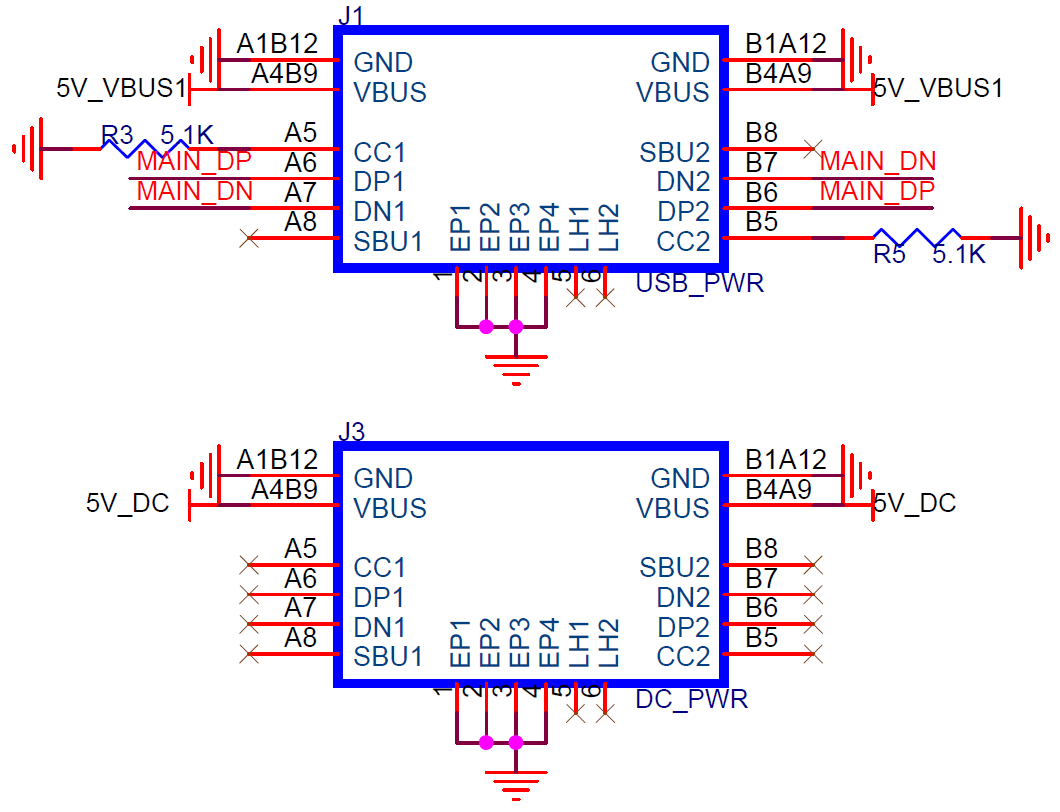 J1
A1B12 B1A12
GND GND
A4B9 B4A9
5V_VBUS1 VBUS VBUS 5V_VBUS1
R3 5.1K A5 B8
CC1 SBU2
MAIN_DP A6 B7 MAIN_DN
DP1 DN2
MAIN_DN A7 B6 MAIN_DP
DN1 DP2
A8 B5
SBU1 CC2
EP1 EP2 EP3 EP4 LH1 LH2
R5 5.1K
1 2 3 4 5 6
USB_PWR
J3
A1B12 B1A12
GND GND
A4B9 B4A9
5V_DC VBUS VBUS 5V_DC
A5 B8
CC1 SBU2
A6 B7
DP1 DN2
A7 B6
DN1 DP2
A8 B5
SBU1 CC2
EP1 EP2 EP3 EP4 LH1 LH2
1 2 3 4 5 6
DC_PWR